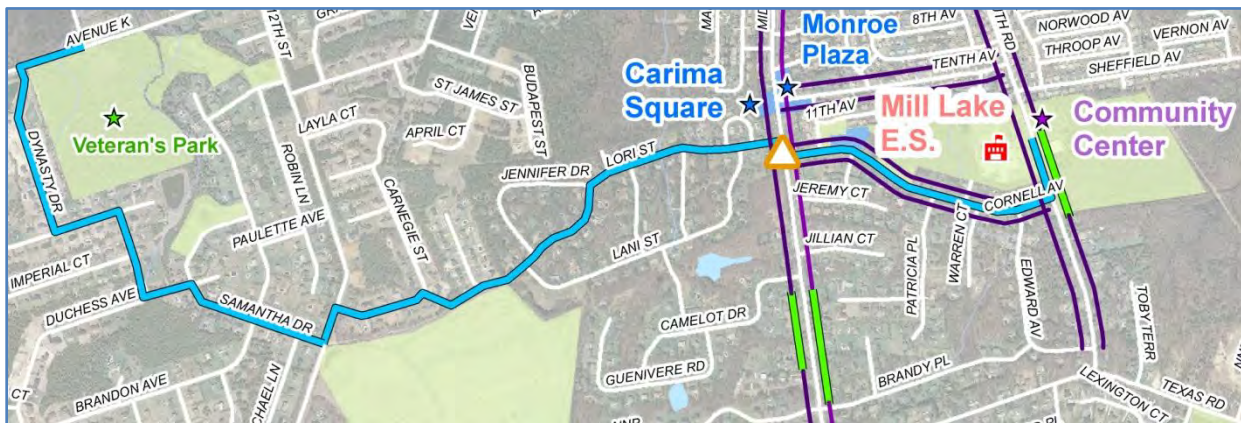 AVENUE K
12TH ST
8TH AV
NORWOOD AV
VERNON AV
Monroe
Plaza
THROOP AV
TENTH AV
SHEFFIELD AV
Carima
Square
ST JAMES ST
BUDAPEST ST
11TH AV
Mill Lake
E.S.
Community
Center
LAYLA CT
APRIL CT
Veteran's Park
DYNASTY DR
ROBIN LN
LORI ST
JENNIFER DR
JEREMY CT
CORNELL AV
CARNEGIE ST
PAULETTE AVE
LANI ST
JILLIAN CT
PATRICIA PL
WARREN CT
EDWARD AV
IMPERIAL CT
DUCHESS AVE
SAMANTHA DR
CAMELOT DR
TOBY TERR
GUENIVERE RD
BRANDY PL
BRANDON AVE
CT
CHAEL LN
LEXINGTON CT
TEXAS RD